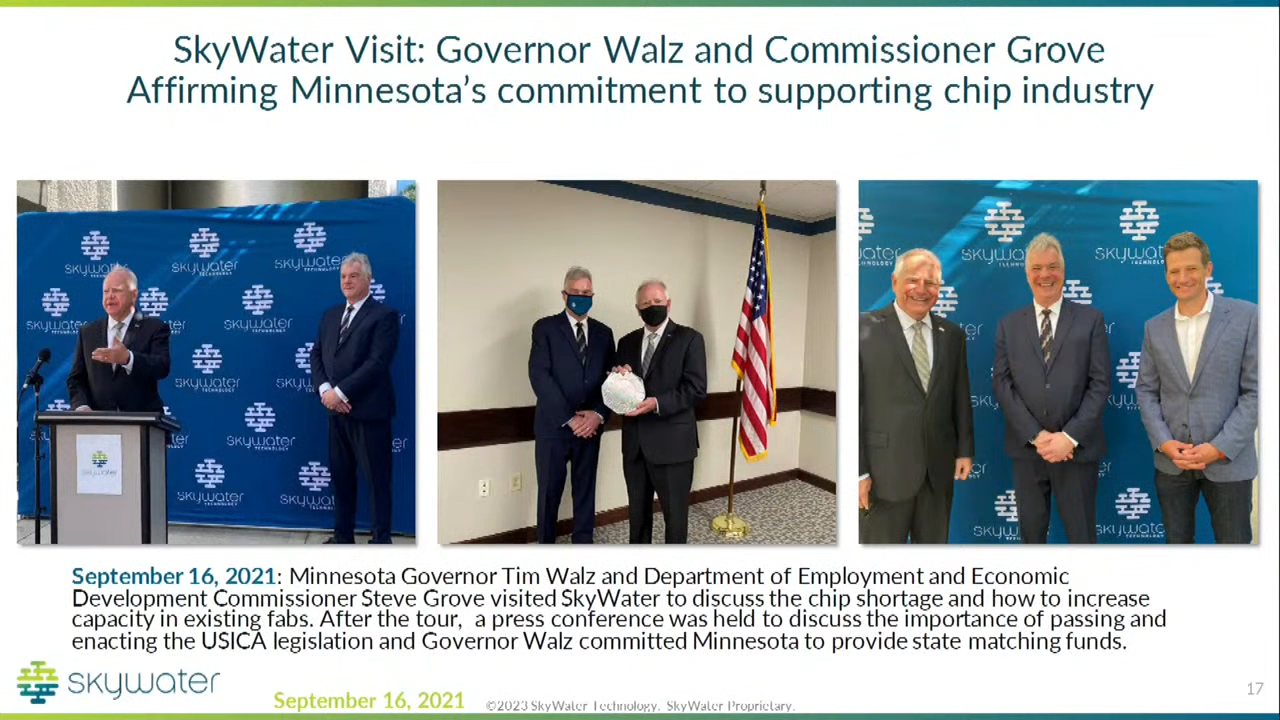 SkyWater Visit: Governor Walz and Commissioner Grove
Affirming Minnesota's commitment to supporting chip industry
skywater
TECHNOLOGY
September 16, 2021: Minnesota Governor Tim Walz and Department of Employment and Economic
Development Commissioner Steve Grove visited SkyWater to discuss the chip shortage and how to increase
capacity in existing fabs. After the tour,  a press conference was held to discuss the importance of passing and
enacting the USICA legislation and Governor Walz committed Minnesota to provide state matching funds.
skywater
September 16, 2021
©2023 SkyWater Technology. SkyWater Proprietary.
17